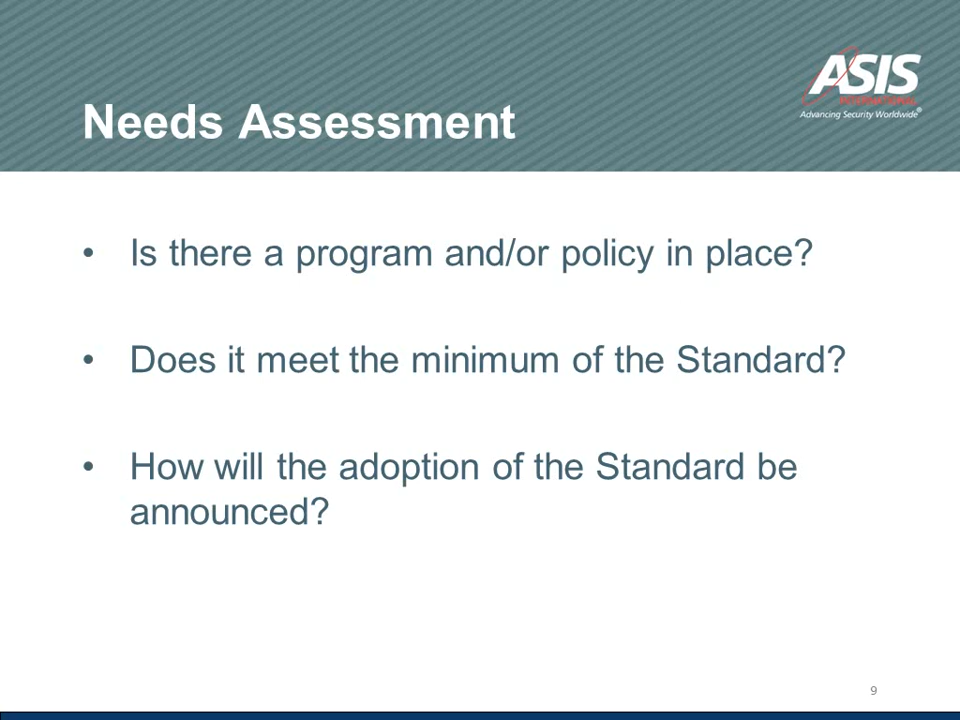 ASIS
INTERNATIONAL
Advancing Security Worldwide®
Needs Assessment
• Is there a program and/or policy in place?
• Does it meet the minimum of the Standard?
• How will the adoption of the Standard be
announced?
9